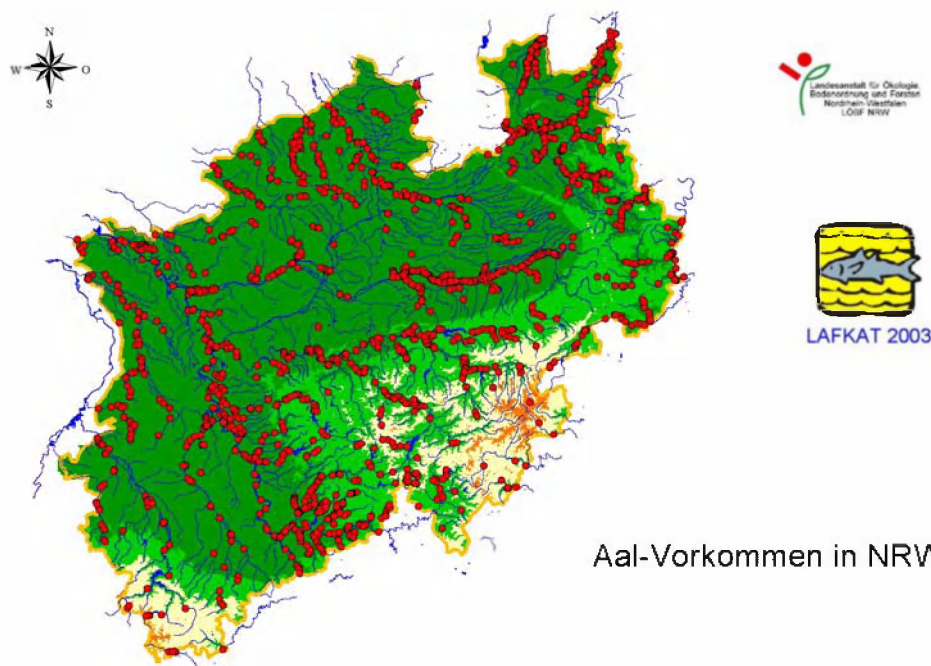 N
W O
S
Landesanstalt für Ökologie,
Bodenordnung und Forsten
Nordrhein-Westfalen
LÖBF NRW
LAFKAT 2003
Aal-Vorkommen in NRW